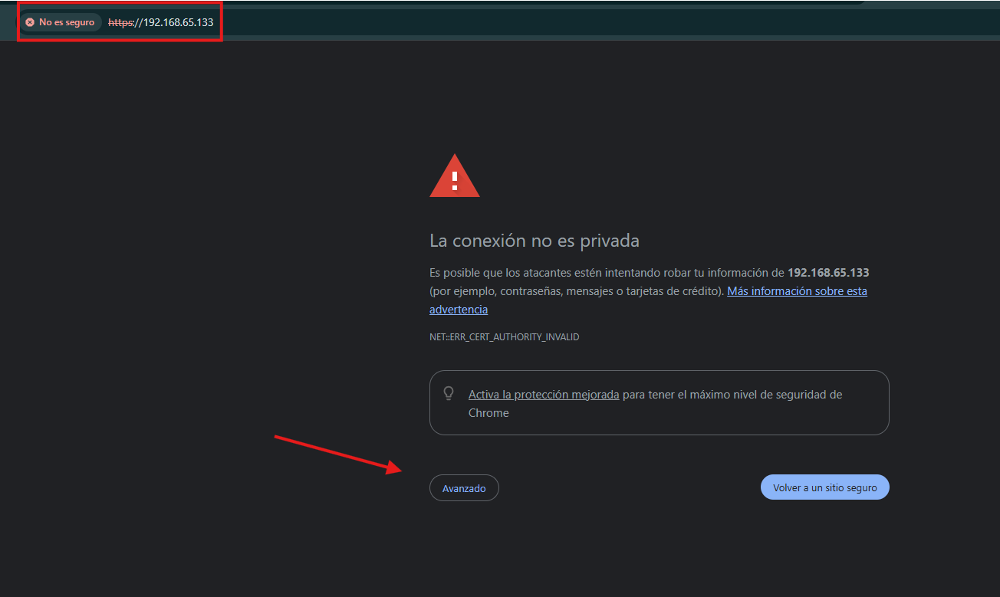 No es seguro https://192.168.65.133
La conexión no es privada
Es posible que los atacantes estén intentando robar tu información de 192.168.65.133
(por ejemplo, contraseñas, mensajes o tarjetas de crédito). Más información sobre esta
advertencia
NET::ERR_CERT_AUTHORITY_INVALID
Activa la protección mejorada para tener el máximo nivel de seguridad de
Chrome
Avanzado
Volver a un sitio seguro